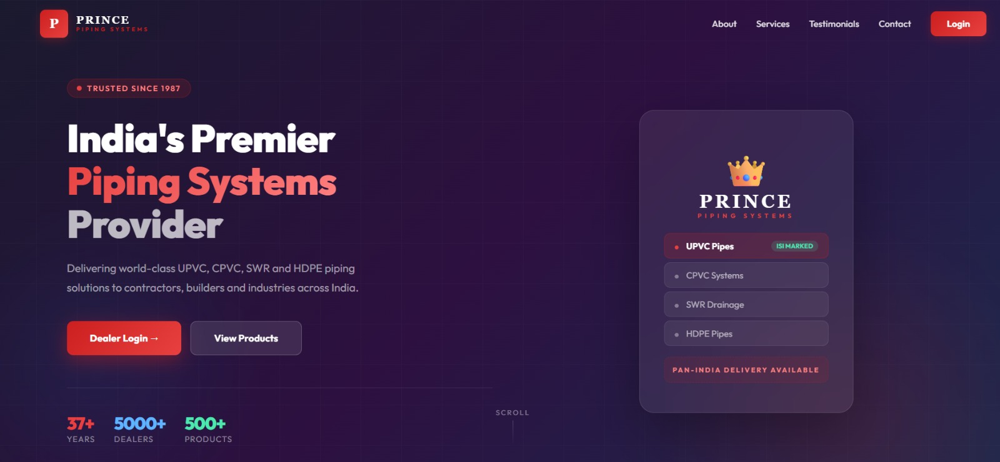 P
PRINCE
PIPING SYSTEMS
About
Services
Testimonials
Contact
Login
TRUSTED SINCE 1987
India's Premier
Piping Systems
Provider
Delivering world-class UPVC, CPVC, SWR and HDPE piping
solutions to contractors, builders and industries across India.
Dealer Login →
View Products
37+
YEARS
5000+
DEALERS
500+
PRODUCTS
SCROLL
PRINCE
PIPING SYSTEMS
UPVC Pipes
ISI MARKED
CPVC Systems
SWR Drainage
HDPE Pipes
PAN-INDIA DELIVERY AVAILABLE